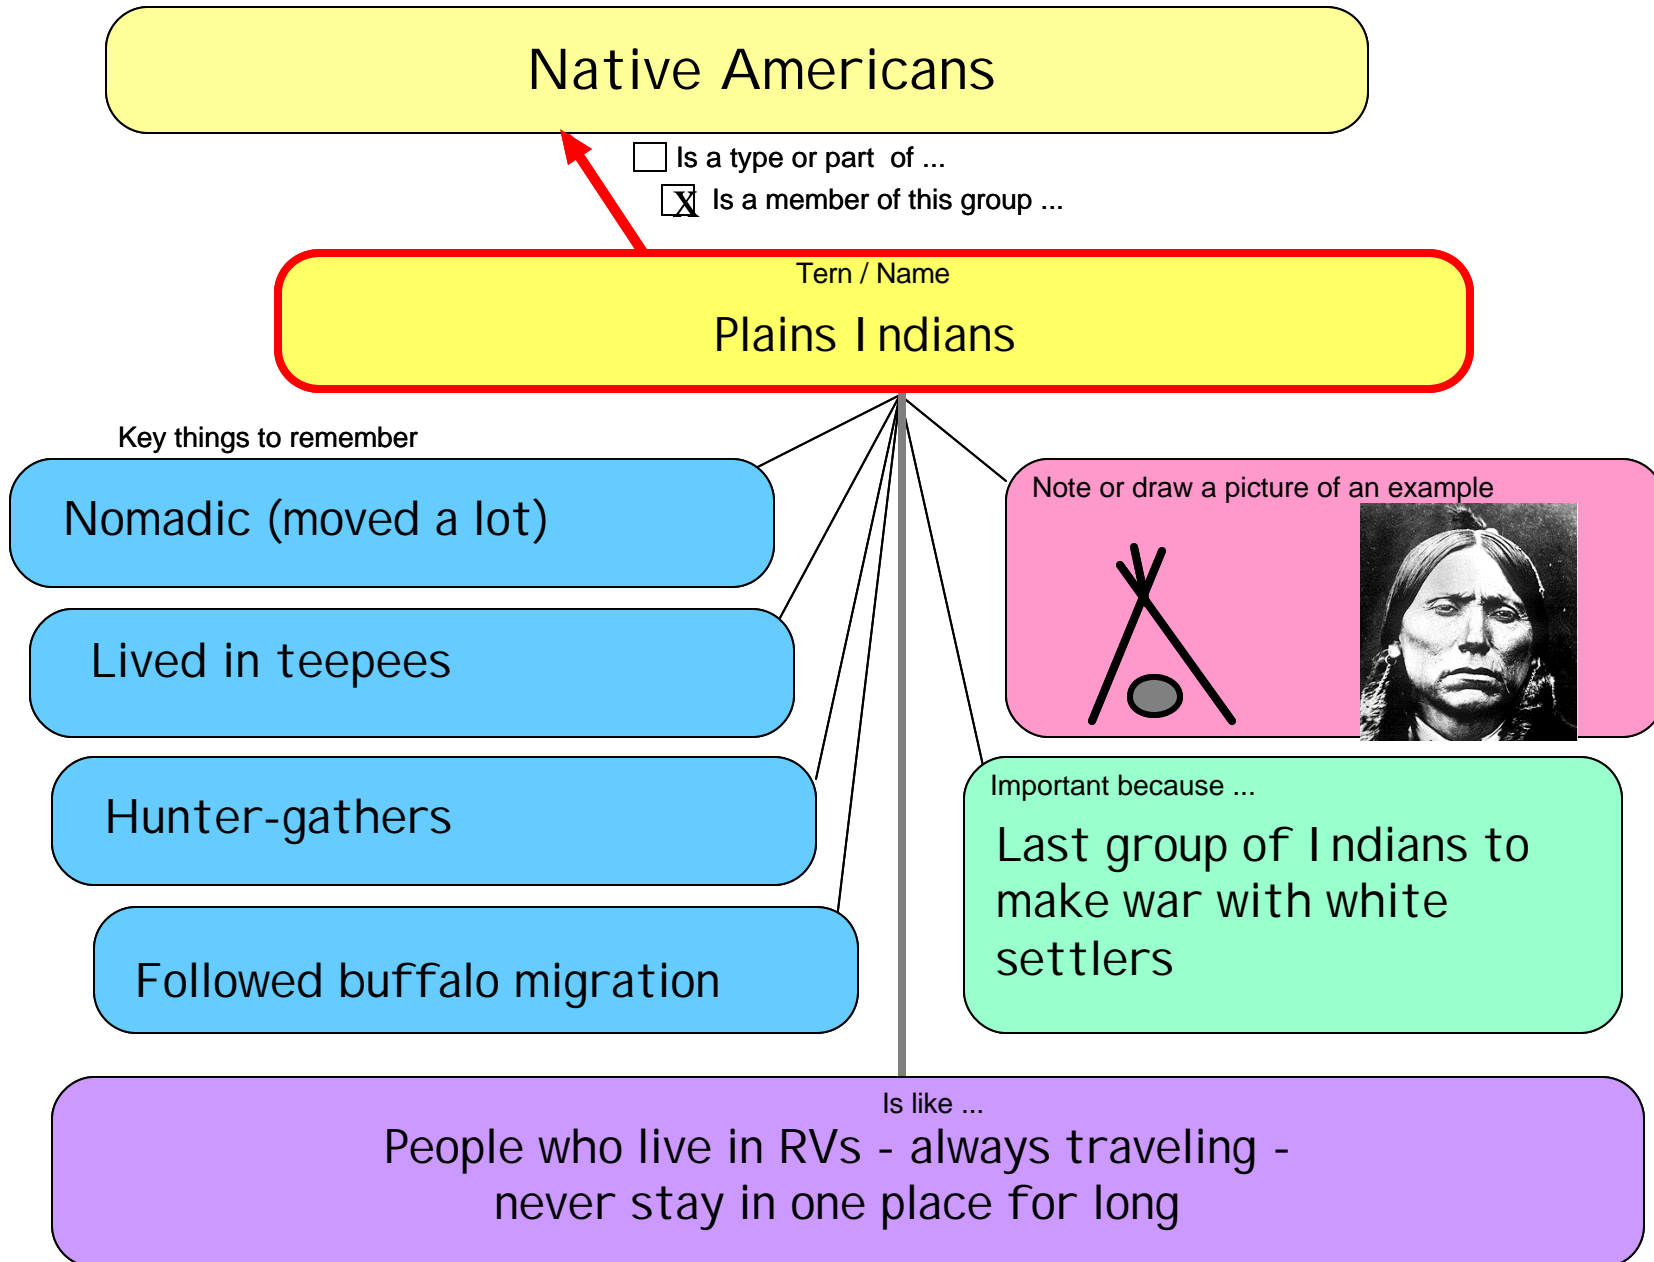 Native Americans
Is a type or part of ...
X Is a member of this group ...
Tern / Name
Plains Indians
Key things to remember
Nomadic (moved a lot)
Lived in teepees
Hunter-gathers
Followed buffalo migration
Note or draw a picture of an example
Important because ...
Last group of Indians to
make war with white
settlers
Is like ...
People who live in RVs - always traveling -
never stay in one place for long